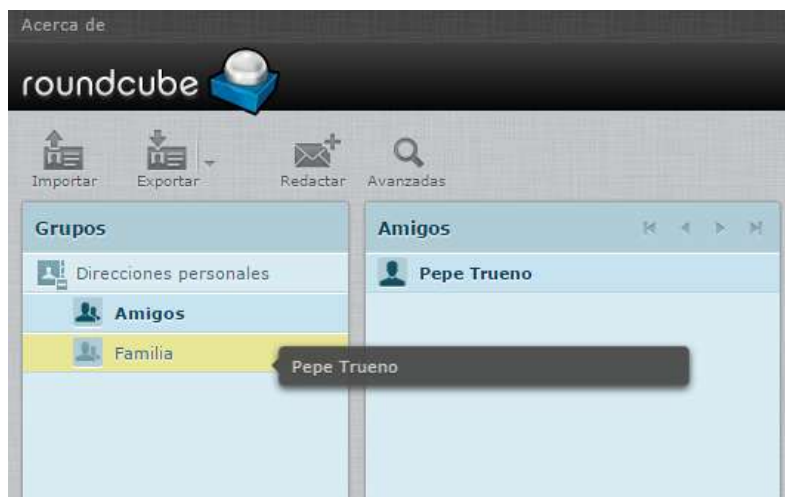 Acerca de
roundcube
Importar Exportar Redactar Avanzadas
Grupos
Direcciones personales
Amigos
Familia
Amigos
Pepe Trueno
Pepe Trueno